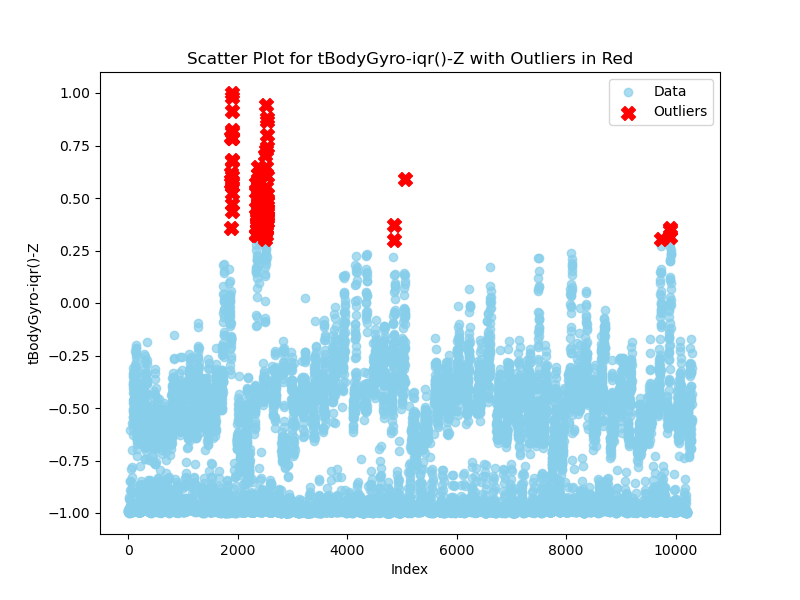 Scatter Plot for tBodyGyro-iqr()-Z with Outliers in Red
Data
Outliers
tBodyGyro-iqr()-Z
1.00
0.75
0.50
0.25
0.00
−0.25
−0.50
−0.75
−1.00
0 2000 4000 6000 8000 10000
Index